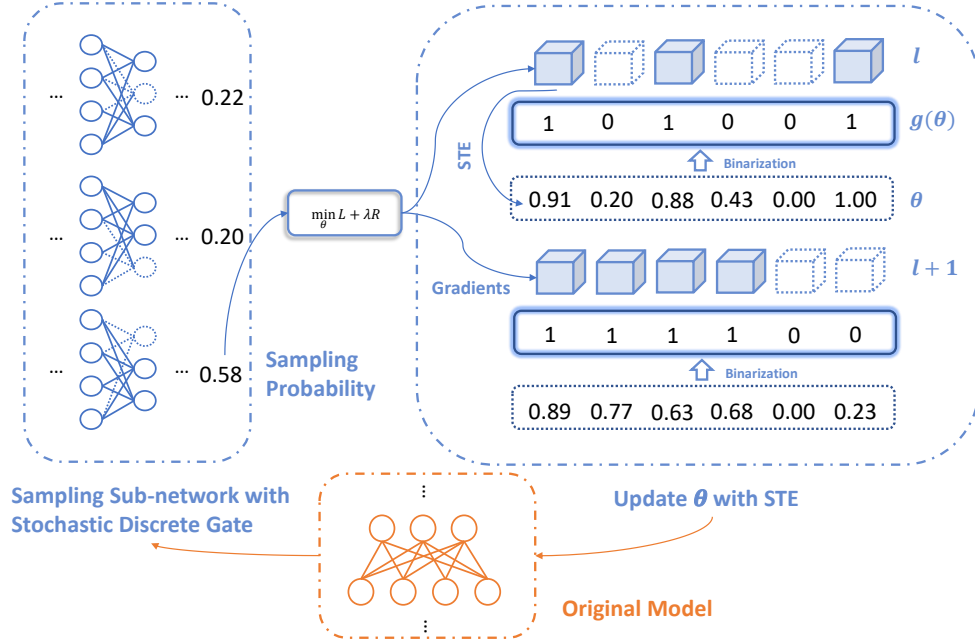 ... ... 0.22
... ... 0.20
... ... 0.58
Sampling
Probability
min L + λR
θ
STE
Gradients
l
1 0 1 0 0 1 g(θ)
Binarization
0.91 0.20 0.88 0.43 0.00 1.00 θ
l + 1
1 1 1 1 0 0
Binarization
0.89 0.77 0.63 0.68 0.00 0.23
Sampling Sub-network with
Stochastic Discrete Gate
Update θ with STE
...
...
Original Model